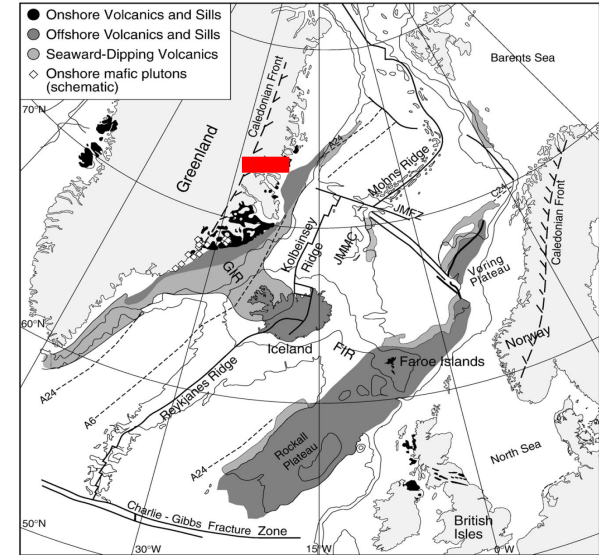 Onshore Volcanics and Sills
Offshore Volcanics and Sills
Seaward-Dipping Volcanics
Onshore mafic plutons
(schematic)
Barents Sea
70°N
Caledonian Front
Greenland
A24
Mohns Ridge
C24
Caledonian Front
JMFZ
Kolbeinsey
Ridge
JMMC
GIR
Vøring
Plateau
60°N
Iceland
FIR
Norway
Faroe Islands
A24
A6
Reykjanes Ridge
A24
Rockall
Plateau
North Sea
Charlie - Gibbs Fracture Zone
50°N
British
Isles
30°W
15°W
0°W